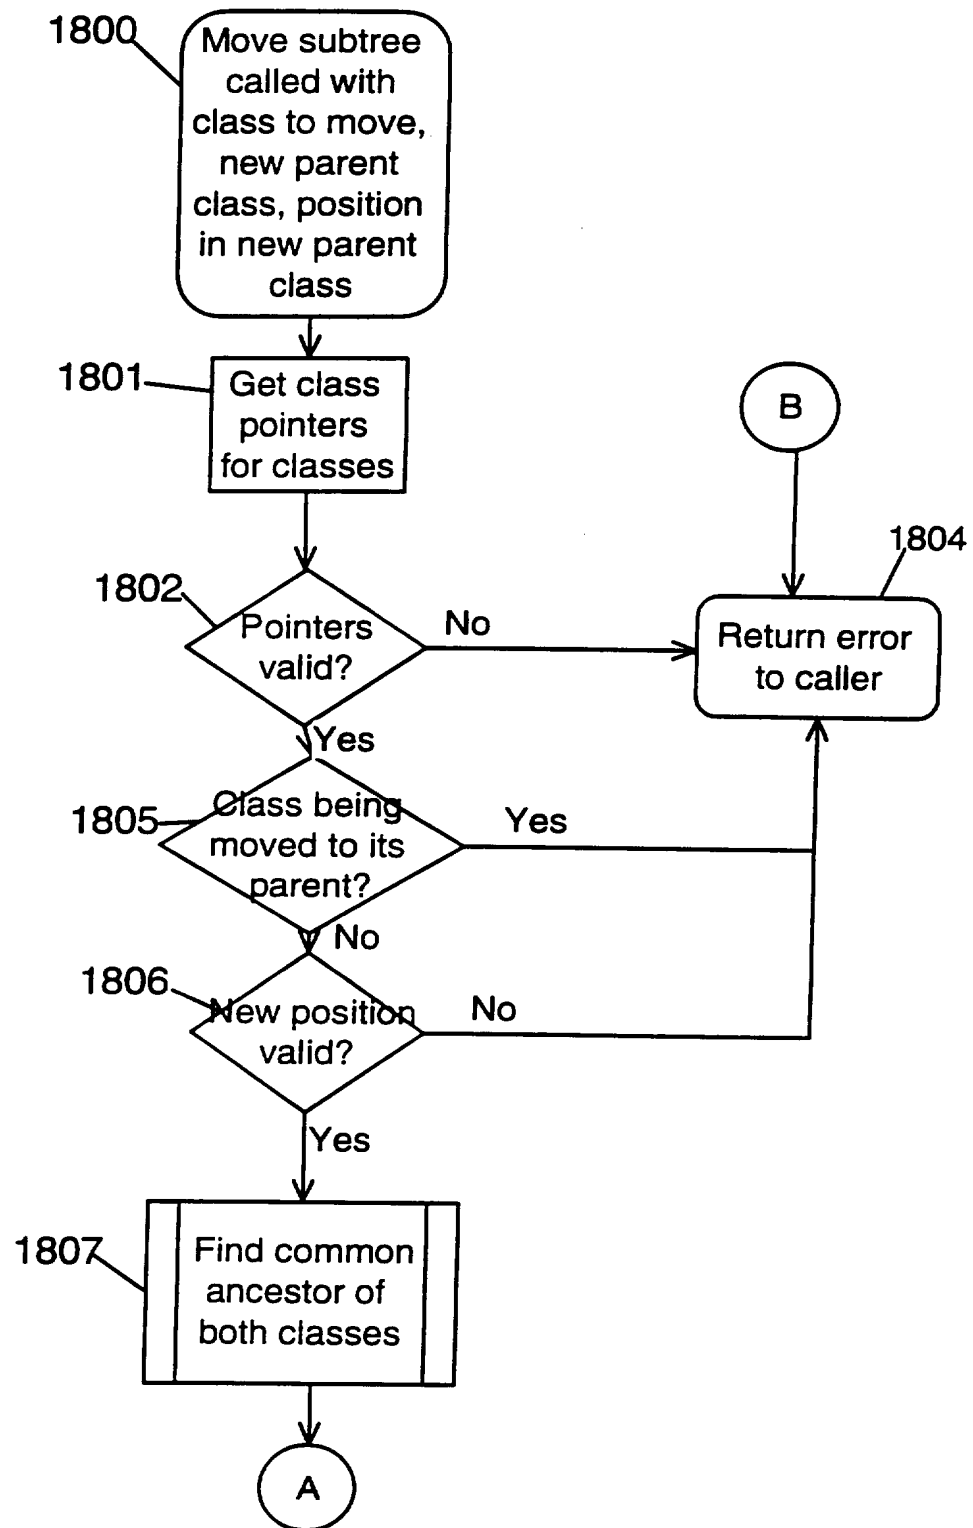 1800
Move subtree
called with
class to move,
new parent
class, position
in new parent
class
1801
Get class
pointers
for classes
B
1802
Pointers
valid?
No
1804
Return error
to caller
Yes
1805
Class being
moved to its
parent?
Yes
No
1806
New position
valid?
No
Yes
1807
Find common
ancestor of
both classes
A